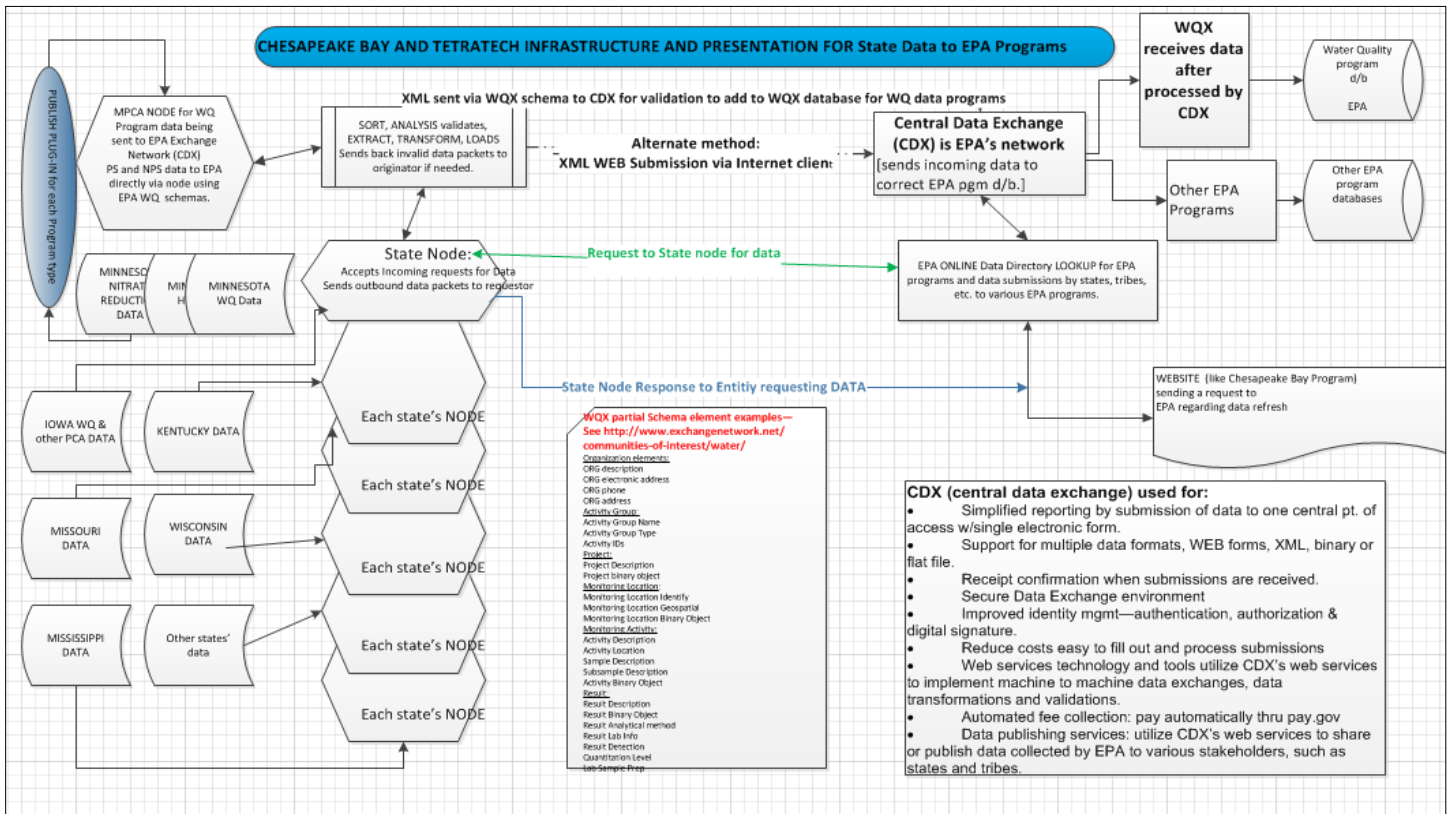 CHESAPEAKE BAY AND TETRATECH INFRASTRUCTURE AND PRESENTATION FOR State Data to EPA Programs
PUBLISH PLUG-IN for each Program type
MPCA NODE for WQ
Program data being
sent to EPA Exchange
Network (CDX)
PS and NPS data to EPA
directly via node using
EPA WQ schemas.
XML sent via WQX schema to CDX for validation to add to WQX database for WQ data programs
SORT, ANALYSIS validates,
EXTRACT, TRANSFORM, LOADS
Sends back invalid data packets to
originator if needed.
Alternate method:
XML WEB Submission via Internet client
Central Data Exchange
(CDX) is EPA's network
[sends incoming data to
correct EPA pgm d/b.]
WQX
receives data
after
processed by
CDX
Water Quality
program
d/b
EPA
Other EPA
Programs
Other EPA
program
databases
State Node:
Accepts Incoming requests for Data
Sends outbound data packets to requestor
Request to State node for data
EPA ONLINE Data Directory LOOKUP for EPA
programs and data submissions by states, tribes,
etc. to various EPA programs.
MINNESO
NITRAT
REDUCTI
DATA
MIN
H
MINNESOTA
WQ Data
State Node Response to Entitiy requesting DATA
WEBSITE (like Chesapeake Bay Program)
sending a request to
EPA regarding data refresh
IOWA WQ &
other PCA DATA
KENTUCKY DATA
MISSOURI
DATA
WISCONSIN
DATA
MISSISSIPPI
DATA
Other states'
data
Each state's NODE
Each state's NODE
Each state's NODE
Each state's NODE
Each state's NODE
WQX partial Schema element examples—
See http://www.exchangenetwork.net/
communities-of-interest/water/
Organization elements:
ORG description
ORG electronic address
ORG phone
ORG address
Activity Group:
Activity Group Name
Activity Group Type
Activity IDs
Project:
Project Description
Project binary object
Monitoring Location:
Monitoring Location Identify
Monitoring Location Geospatial
Monitoring Location Binary Object
Monitoring Activity:
Activity Description
Activity Location
Sample Description
Subsample Description
Activity Binary Object
Result:
Result Description
Result Binary Object
Result Analytical method
Result Lab Info
Result Detection
Quantitation Level
Lab Sample Prep
CDX (central data exchange) used for:
• Simplified reporting by submission of data to one central pt. of
access w/single electronic form.
• Support for multiple data formats, WEB forms, XML, binary or
flat file.
• Receipt confirmation when submissions are received.
• Secure Data Exchange environment
• Improved identity mgmt—authentication, authorization &
digital signature.
• Reduce costs easy to fill out and process submissions
• Web services technology and tools utilize CDX's web services
to implement machine to machine data exchanges, data
transformations and validations.
• Automated fee collection: pay automatically thru pay.gov
• Data publishing services: utilize CDX's web services to share
or publish data collected by EPA to various stakeholders, such as
states and tribes.